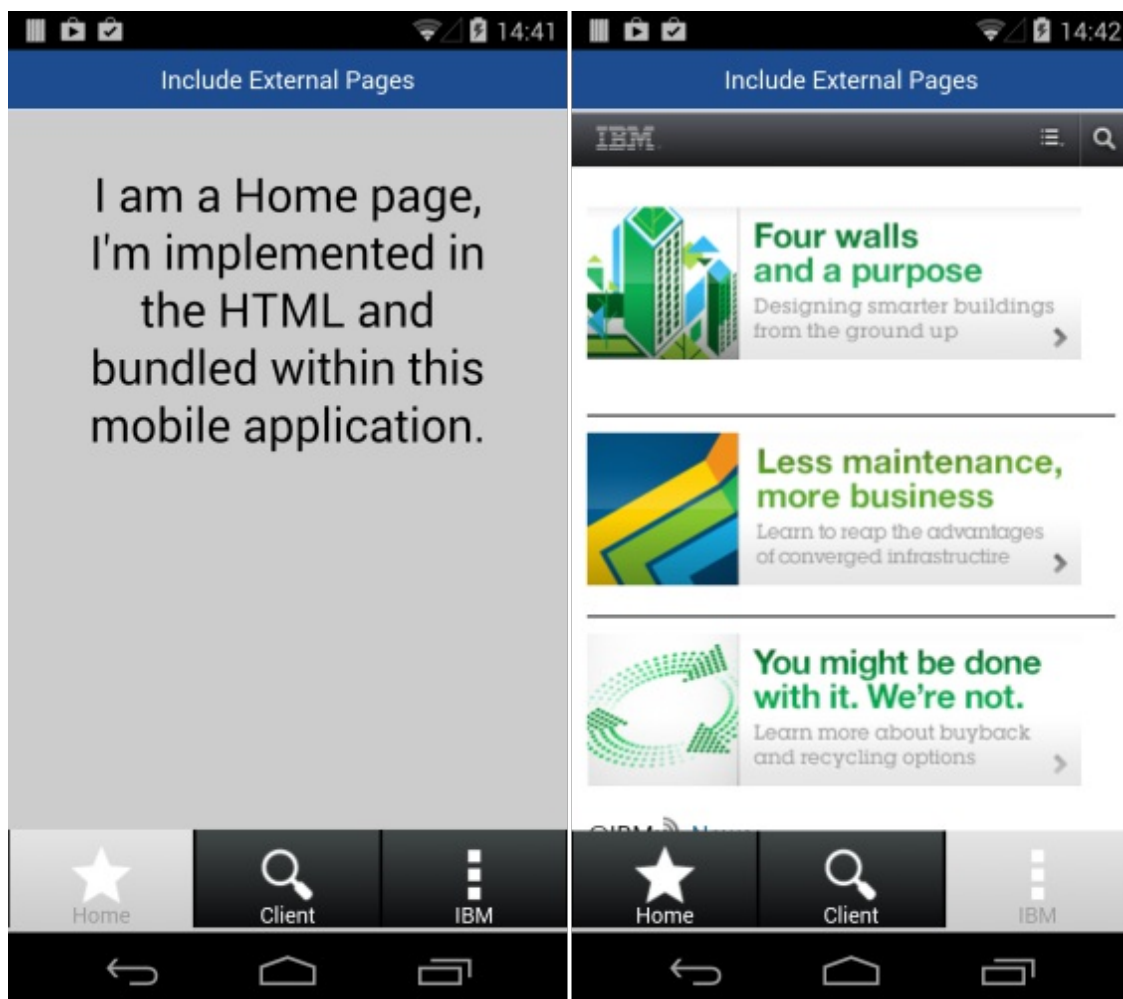 14:41
Include External Pages
I am a Home page,
I'm implemented in
the HTML and
bundled within this
mobile application.
Home
Client
IBM
14:42
Include External Pages
IBM
Four walls
and a purpose
Designing smarter buildings
from the ground up
Less maintenance,
more business
Learn to reap the advantages
of converged infrastructire
You might be done
with it. We're not.
Learn more about buyback
and recycling options
Home
Client
IBM